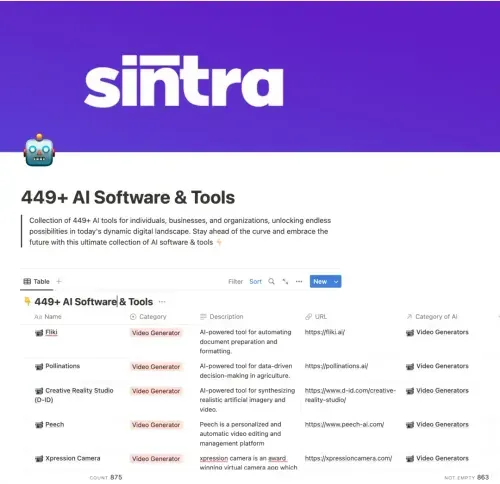 sintra
449+ AI Software & Tools
Collection of 449+ AI tools for individuals, businesses, and organizations, unlocking endless
possibilities in today's dynamic digital landscape. Stay ahead of the curve and embrace the
future with this ultimate collection of AI software & tools
Table
Filter Sort New
449+ AI Software & Tools
Aa Name Category Description URL Category of AI
Fliki Video Generator AI-powered tool for automating https://fliki.ai/ Video Generators
document preparation and
formatting.
Pollinations Video Generator AI-powered tool for data-driven https://pollinations.ai/ Video Generators
decision-making in agriculture.
Creative Reality Studio Video Generator AI-powered tool for synthesizing https://www.d-id.com/creative- Video Generators
(D-ID) realistic artificial imagery and reality-studio/
video.
Peech Video Generator Peech is a personalized and https://www.peech-ai.com/ Video Generators
automatic video editing and
management platform
Xpression Camera Video Generator xpression camera is an award https://xpressioncamera.com/ Video Generators
winning virtual camera app which
COUNT 875 NOT EMPTY 863